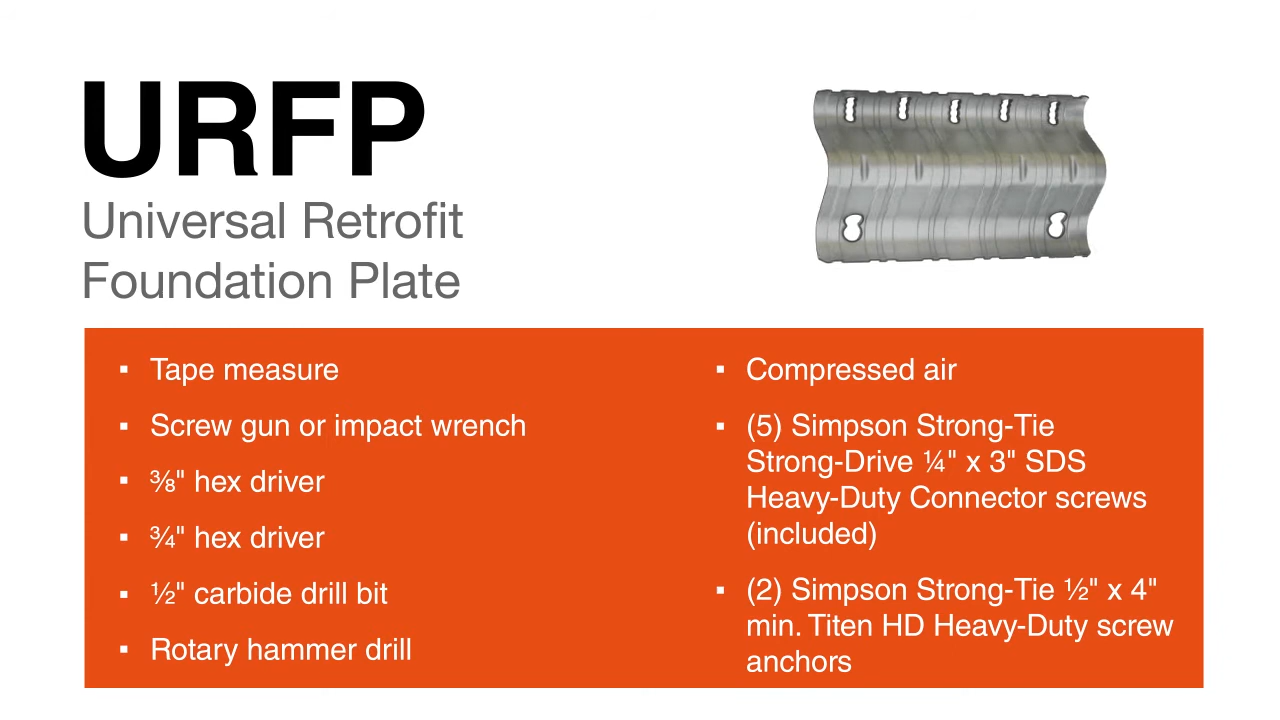 URFP
Universal Retrofit
Foundation Plate
▪ Tape measure
▪ Screw gun or impact wrench
▪ ⅜" hex driver
▪ ¾" hex driver
▪ ½" carbide drill bit
▪ Rotary hammer drill
▪ Compressed air
▪ (5) Simpson Strong-Tie
Strong-Drive ¼" x 3" SDS
Heavy-Duty Connector screws
(included)
▪ (2) Simpson Strong-Tie ½" x 4"
min. Titen HD Heavy-Duty screw
anchors